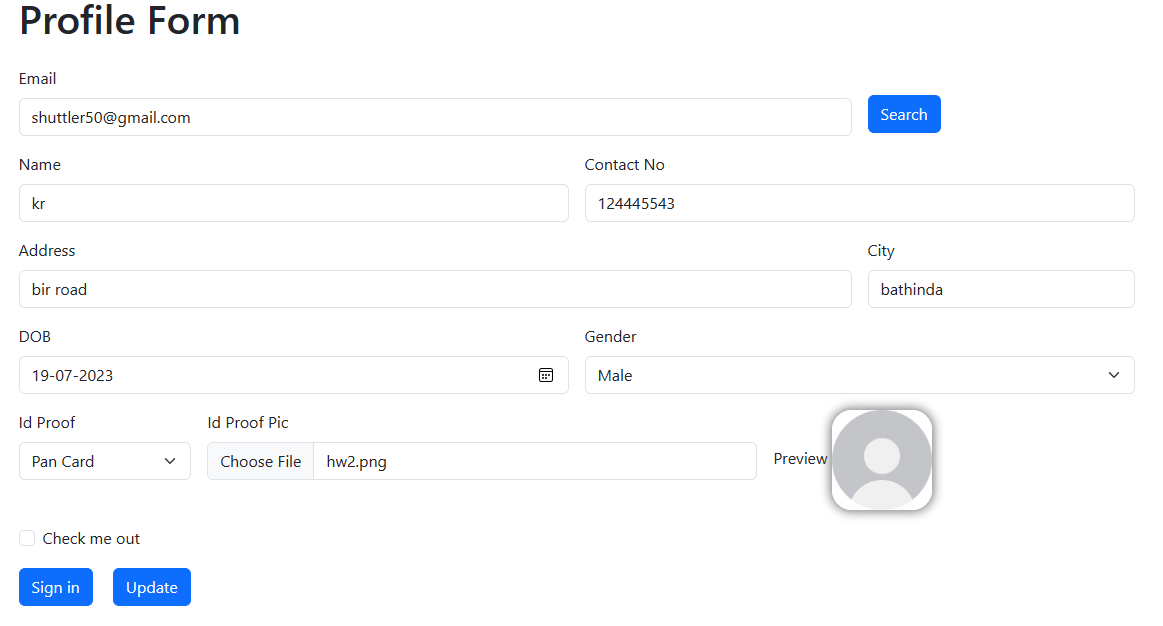 Profile Form
Email
shuttler50@gmail.com
Search
Name
Contact No
kr
124445543
Address
City
bir road
bathinda
DOB
Gender
19-07-2023
Male
Id Proof
Id Proof Pic
Pan Card
Choose File
hw2.png
Preview
Check me out
Sign in
Update